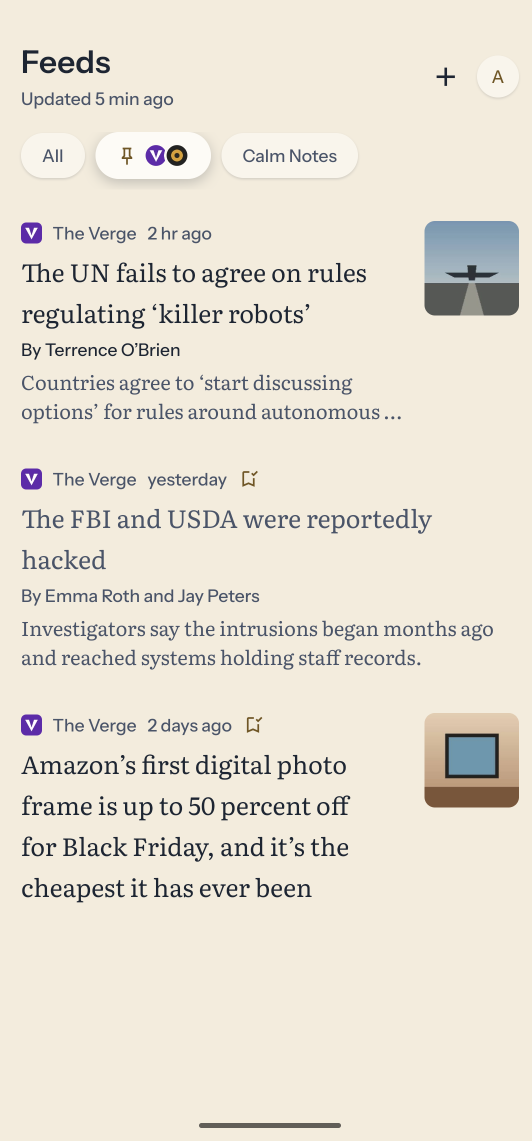 Feeds
Updated 5 min ago
A
All
Calm Notes
The Verge 2 hr ago
The UN fails to agree on rules
regulating ‘killer robots’
By Terrence O’Brien
Countries agree to ‘start discussing
options’ for rules around autonomous …
The Verge yesterday
The FBI and USDA were reportedly
hacked
By Emma Roth and Jay Peters
Investigators say the intrusions began months ago
and reached systems holding staff records.
The Verge 2 days ago
Amazon’s first digital photo
frame is up to 50 percent off
for Black Friday, and it’s the
cheapest it has ever been